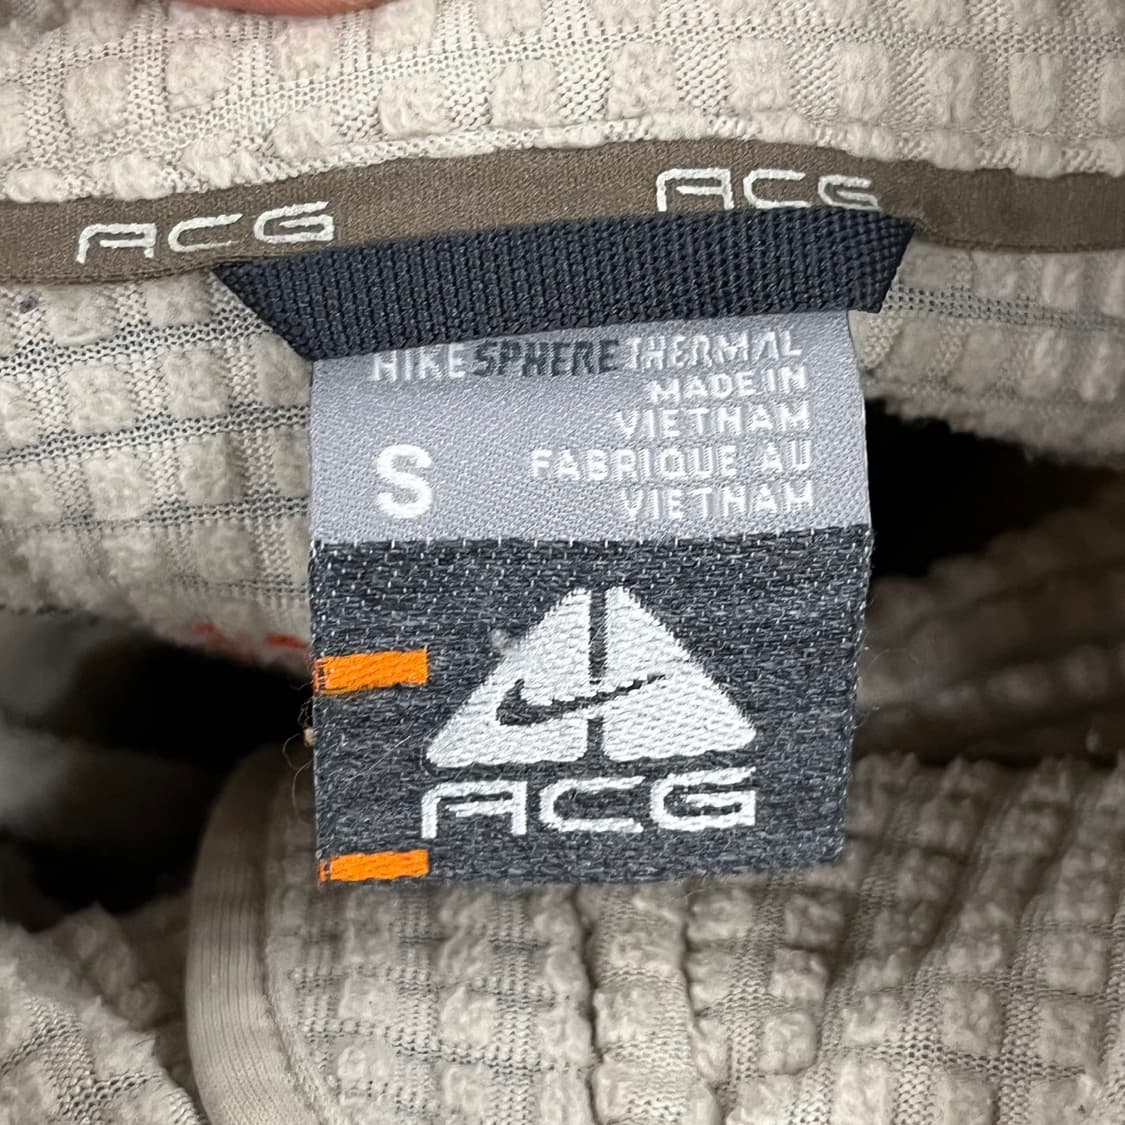 ACG ACG
NIKE SPHERE THERMAL
MADE IN
VIETNAM
S
FABRIQUE AU
VIETNAM
ACG